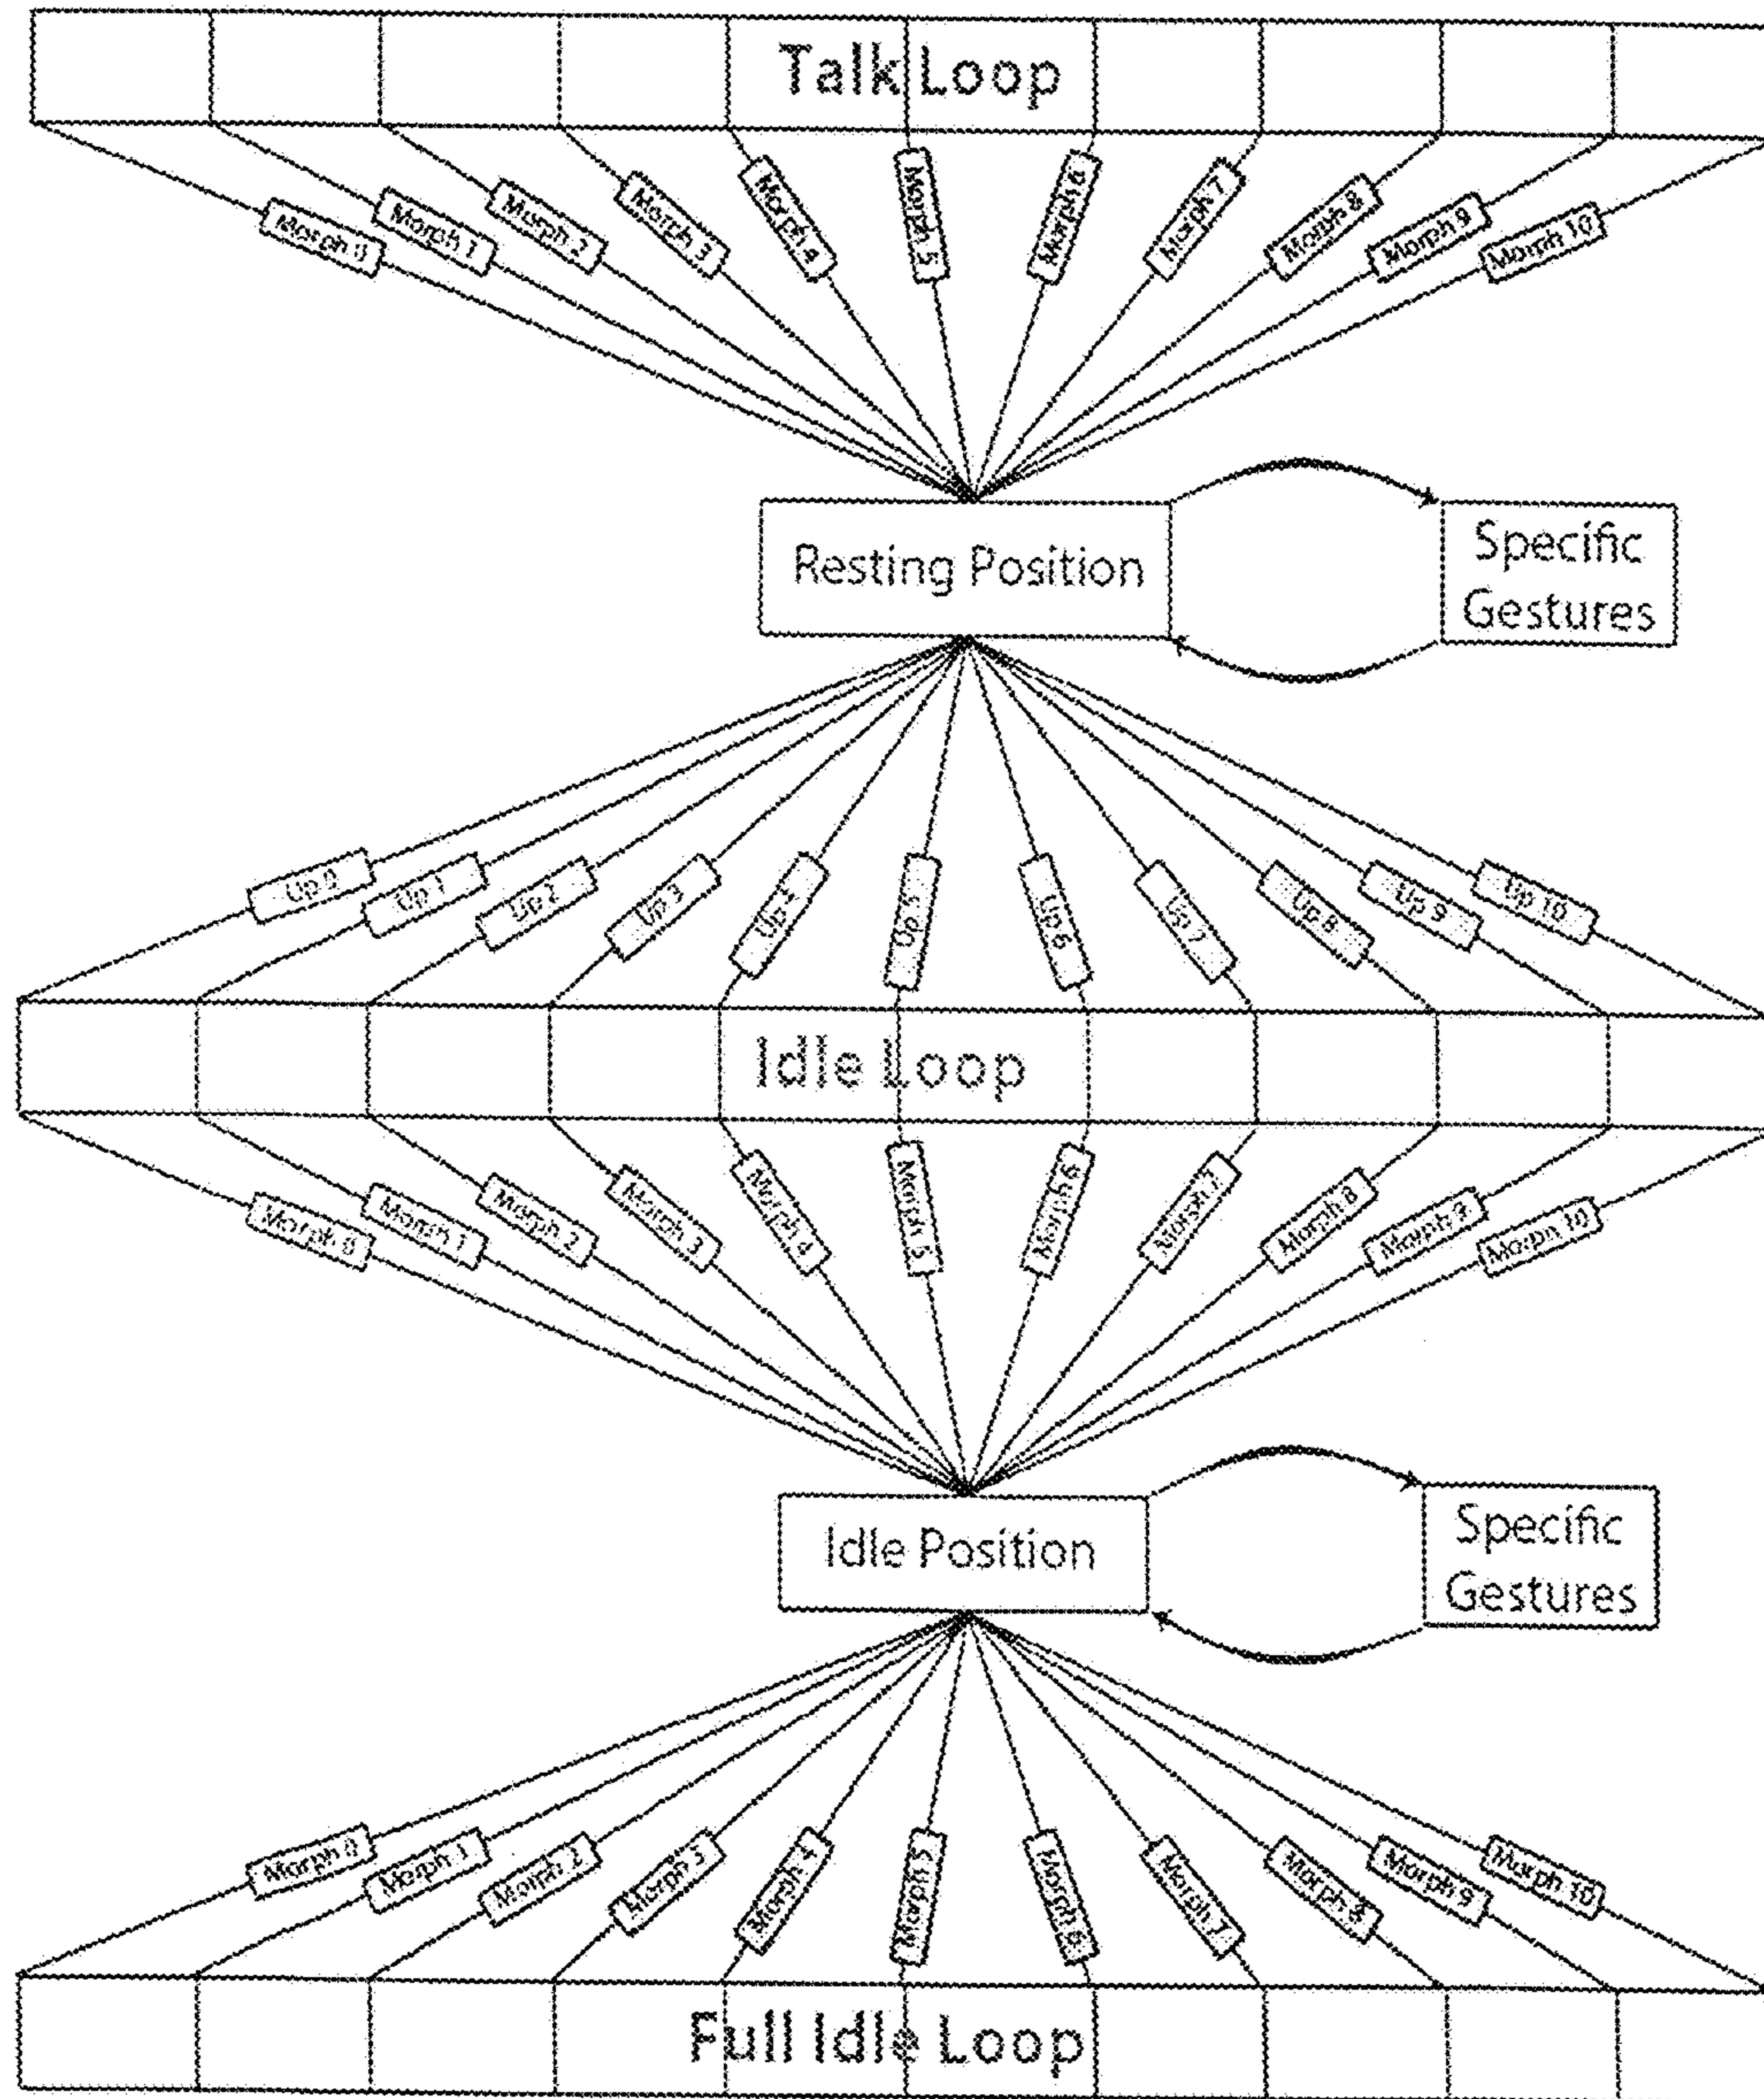 Talk Loop
Morph 0
Morph 1
Morph 2
Morph 3
Morph 4
Morph 5
Morph 6
Morph 7
Morph 8
Morph 9
Morph 10
Resting Position
Specific
Gestures
Up 0
Up 1
Up 2
Up 3
Up 4
Up 5
Up 6
Up 7
Up 8
Up 9
Up 10
Idle Loop
Morph 0
Morph 1
Morph 2
Morph 3
Morph 4
Morph 5
Morph 6
Morph 7
Morph 8
Morph 9
Morph 10
Idle Position
Specific
Gestures
Morph 0
Morph 1
Morph 2
Morph 3
Morph 4
Morph 5
Morph 6
Morph 7
Morph 8
Morph 9
Morph 10
Full Idle Loop